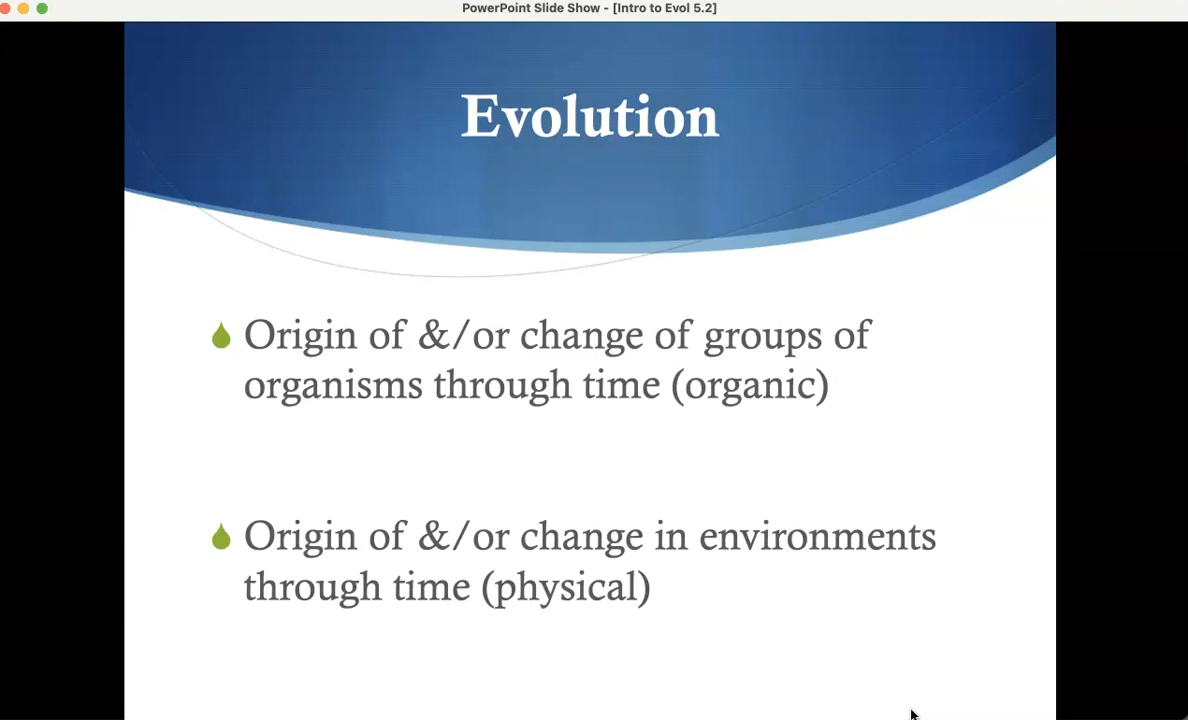 PowerPoint Slide Show - [Intro to Evol 5.2]
Evolution
Origin of &/or change of groups of
organisms through time (organic)
Origin of &/or change in environments
through time (physical)